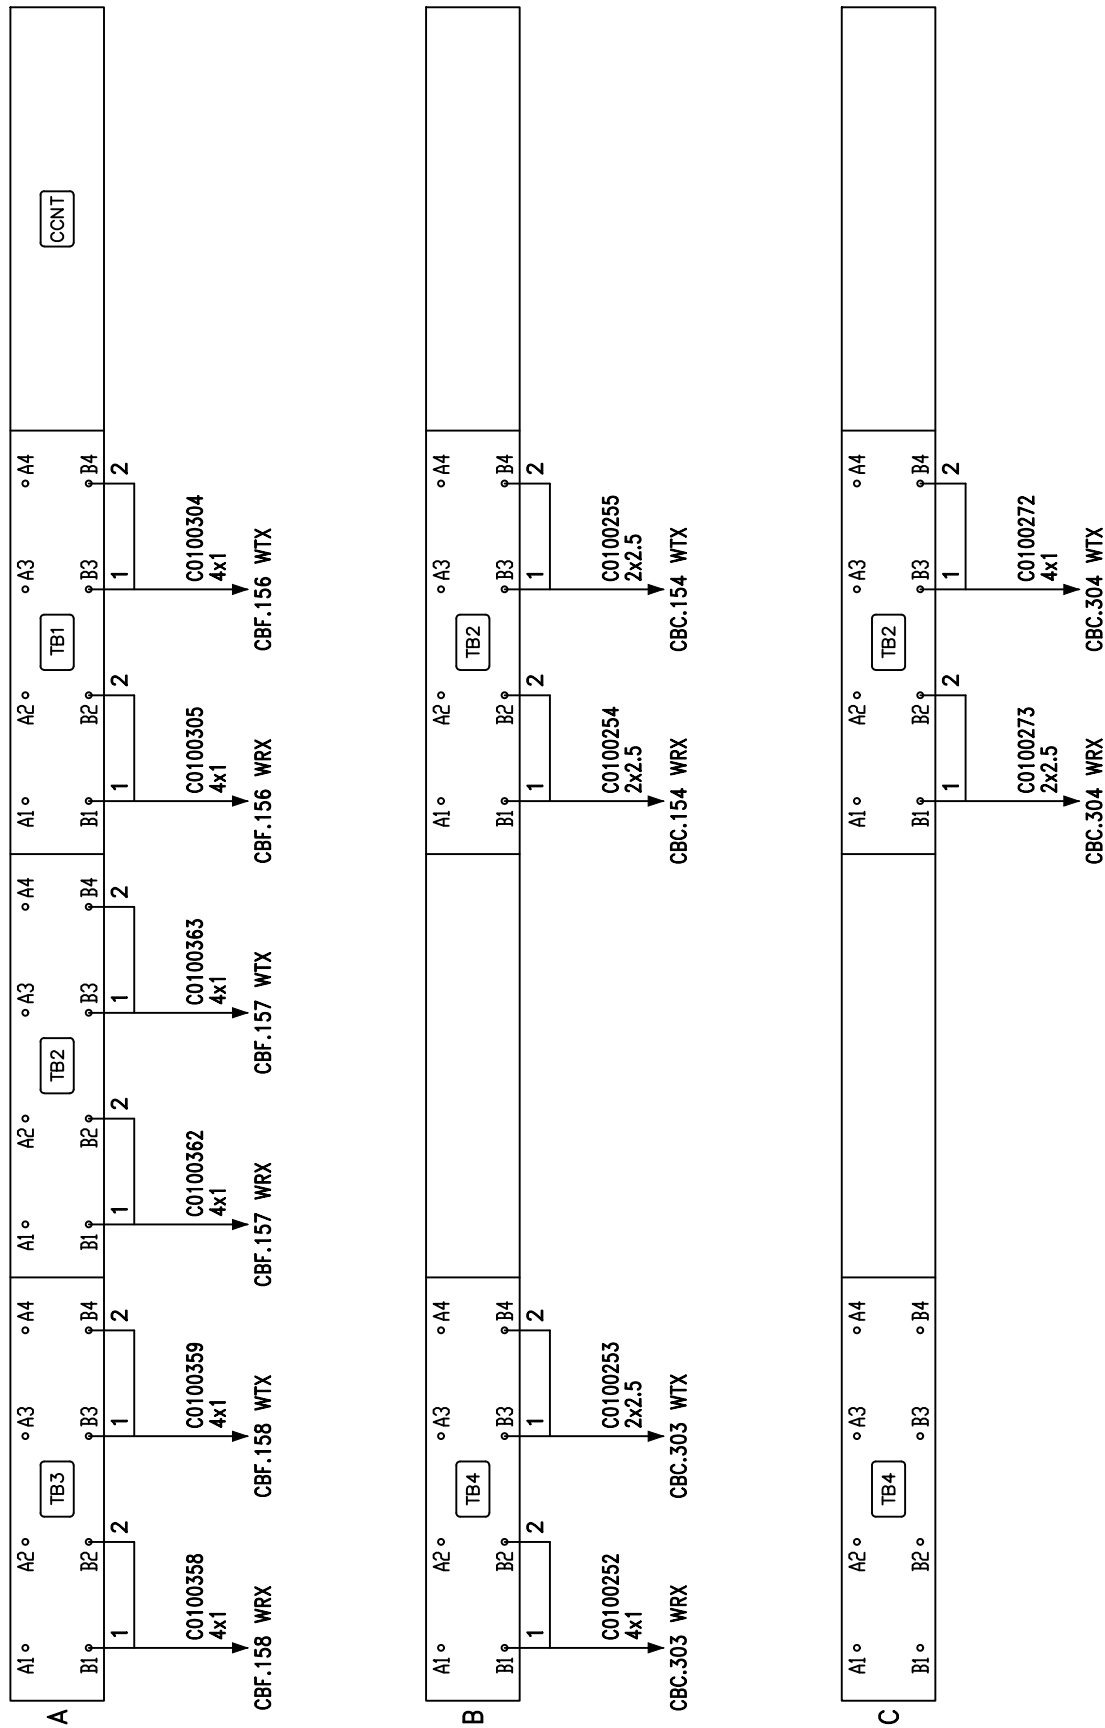 A1 A2 A3 A4 A1 A2 A3 A4 A1 A2 A3 A4
A TB3 TB2 TB1 CCNT
B1 B2 B3 B4 B1 B2 B3 B4 B1 B2 B3 B4
1 2 1 2 1 2 1 2 1 2 1 2
C0100358 C0100359 C0100362 C0100363 C0100305 C0100304
4x1 4x1 4x1 4x1 4x1 4x1
CBF.158 WRX CBF.158 WTX CBF.157 WRX CBF.157 WTX CBF.156 WRX CBF.156 WTX
A1 A2 A3 A4 A1 A2 A3 A4
B TB4 TB2
B1 B2 B3 B4 B1 B2 B3 B4
1 2 1 2 1 2 1 2
C0100252 C0100253 C0100254 C0100255
4x1 2x2.5 2x2.5 2x2.5
CBC.303 WRX CBC.303 WTX CBC.154 WRX CBC.154 WTX
A1 A2 A3 A4 A1 A2 A3 A4
C TB4 TB2
B1 B2 B3 B4 B1 B2 B3 B4
1 2 1 2
C0100273 C0100272
2x2.5 4x1
CBC.304 WRX CBC.304 WTX